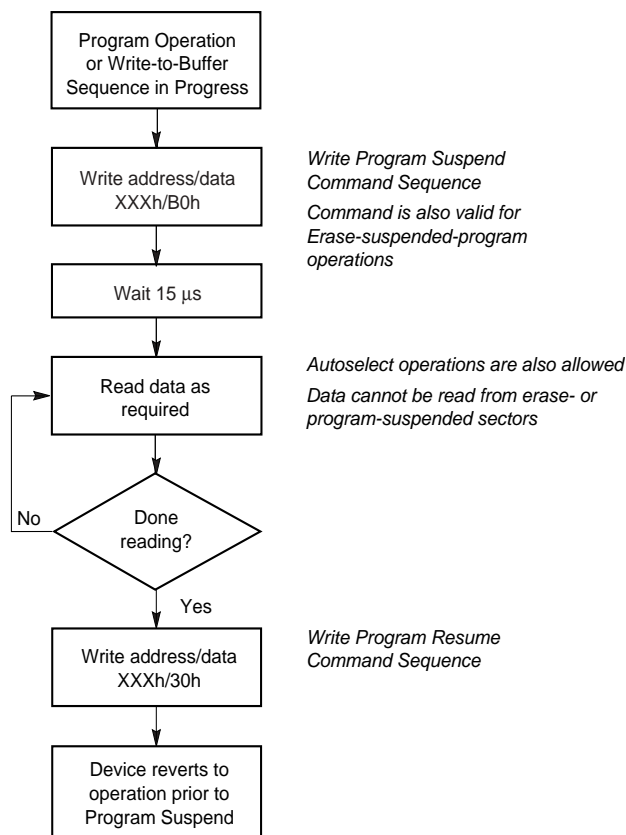 Program Operation
or Write-to-Buffer
Sequence in Progress
Write address/data
XXXh/B0h
Write Program Suspend
Command Sequence
Command is also valid for
Erase-suspended-program
operations
Wait 15 μs
Read data as
required
Autoselect operations are also allowed
Data cannot be read from erase- or
program-suspended sectors
No
Done
reading?
Yes
Write address/data
XXXh/30h
Write Program Resume
Command Sequence
Device reverts to
operation prior to
Program Suspend